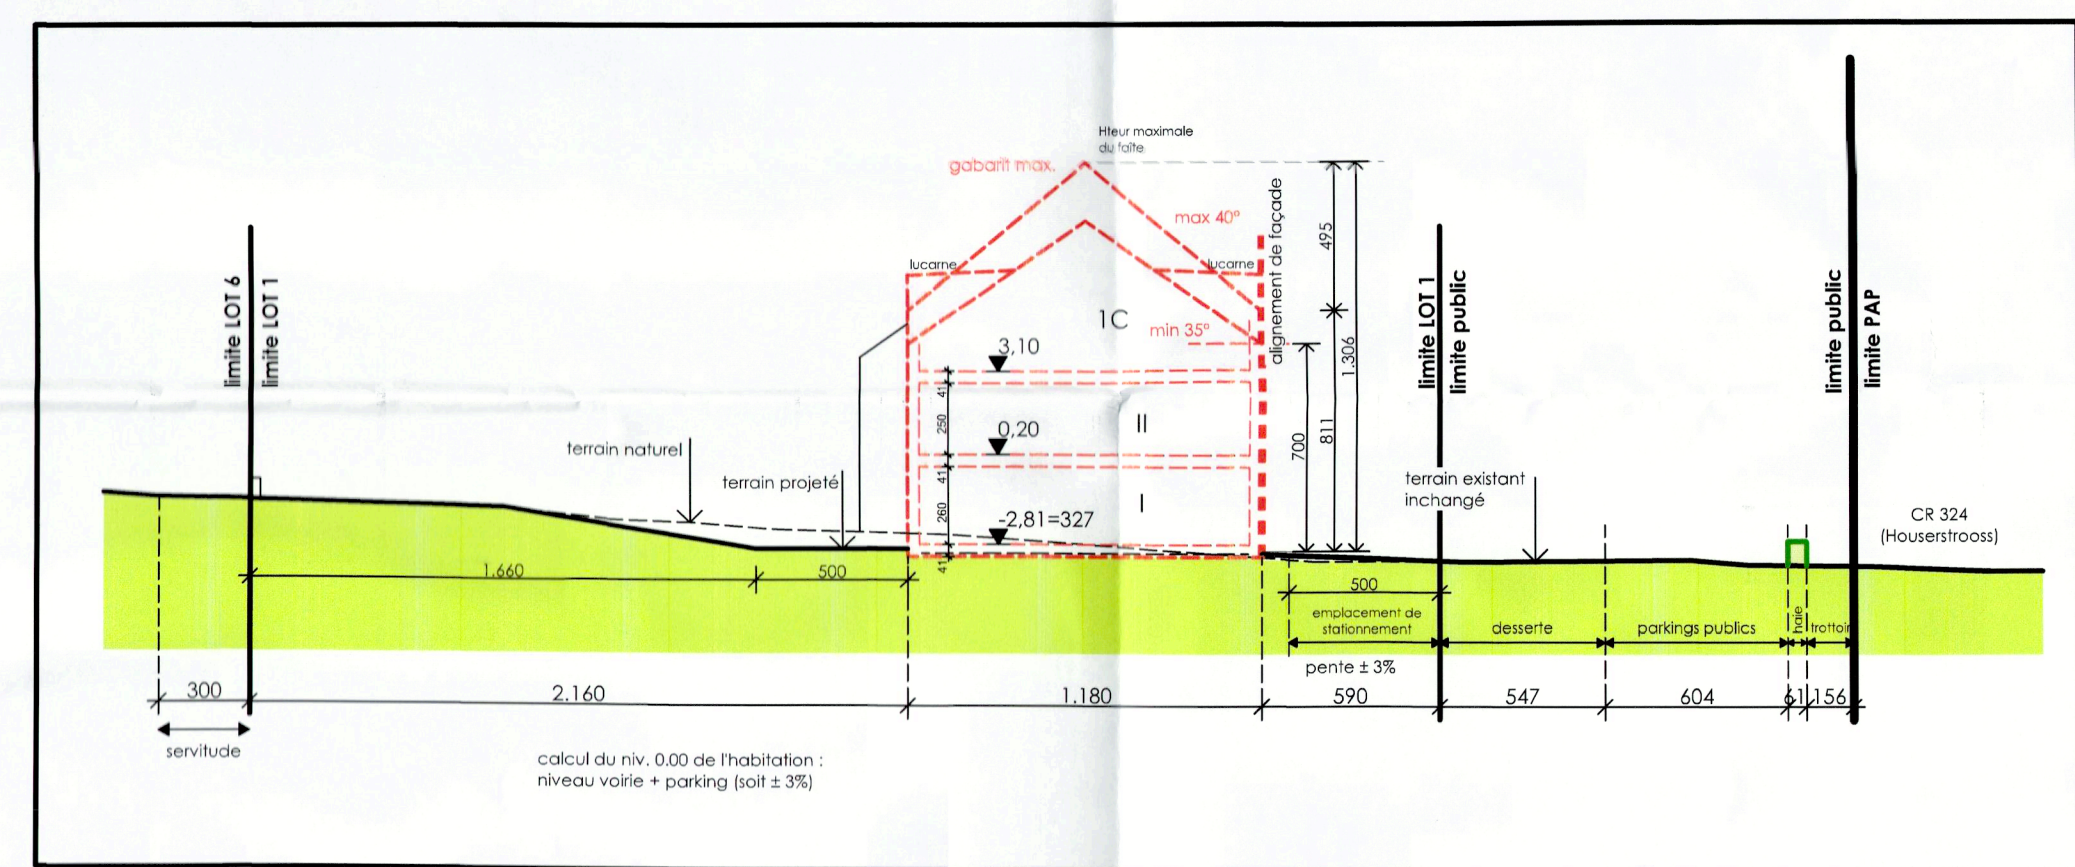 Hteur maximale
du faîte
gabarit max.
max 40°
alignement de façade
495
lucarne
lucarne
limite LOT 6
limite LOT 1
limite LOT 1
limite public
limite public
limite PAP
1C
min 35°
3,10
1.306
41
250
II
0,20
700
811
terrain naturel
terrain projeté
41
260
I
-2,81=327
41
terrain existant
inchangé
CR 324
(Houserstrooss)
1.660
500
500
emplacement de
stationnement
desserte
parkings publics
haie
trottoir
pente ± 3%
300
2.160
1.180
590
547
604
61
156
servitude
calcul du niv. 0.00 de l'habitation :
niveau voirie + parking (soit ± 3%)